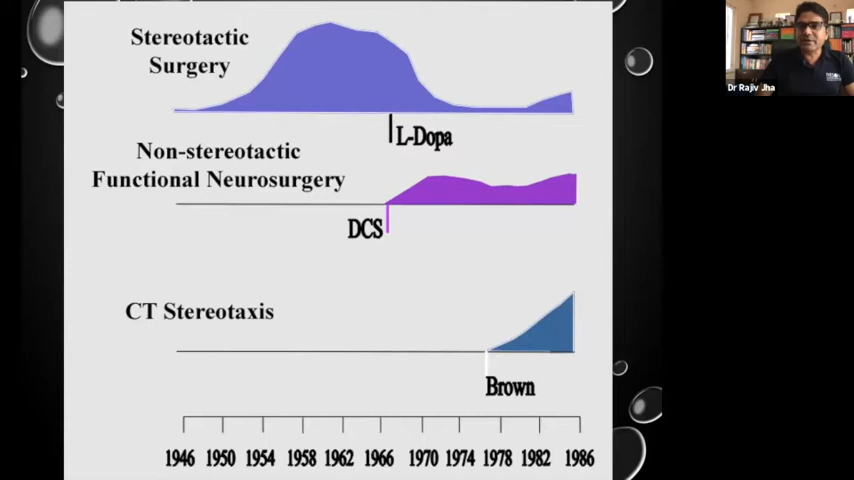 Stereotactic
Surgery
Dr Rajiv Jha
L-Dopa
Non-stereotactic
Functional Neurosurgery
DCS
CT Stereotaxis
Brown
1946 1950 1954 1958 1962 1966 1970 1974 1978 1982 1986